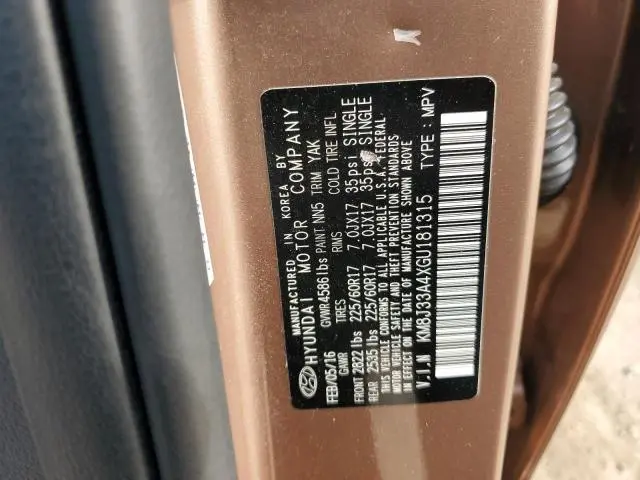 MANUFACTURED IN KOREA BY
HYUNDAI MOTOR COMPANY
FEB/05/16 GVWR 4586lbs PAINT NN5 TRIM YAK
GAWR TIRES RIMS COLD TIRE INFL
FRONT 2822 lbs 225/60R17 7.0JX17 35psi SINGLE
REAR 2535 lbs 225/60R17 7.0JX17 35psi SINGLE
THIS VEHICLE CONFORMS TO ALL APPLICABLE U.S.A. FEDERAL
MOTOR VEHICLE SAFETY, BUMPER, AND THEFT PREVENTION STANDARDS
IN EFFECT ON THE DATE OF MANUFACTURE SHOWN ABOVE
V.I.N KM8J33A4XGU181315 TYPE : MPV